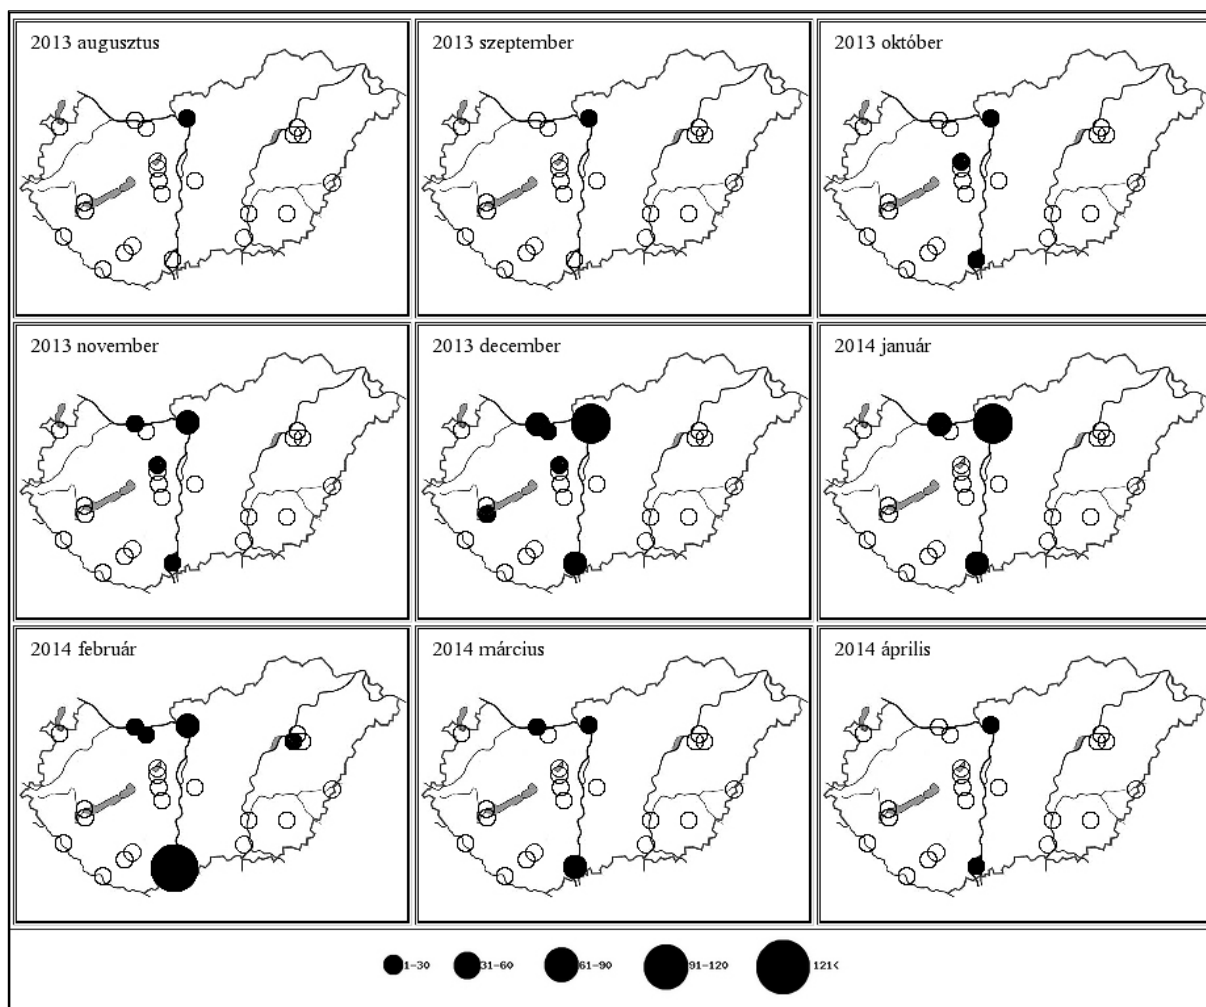 2013 augusztus
2013 szeptember
2013 október
2013 november
2013 december
2014 január
2014 február
2014 március
2014 április
1-30 31-60 61-90 91-120 121<